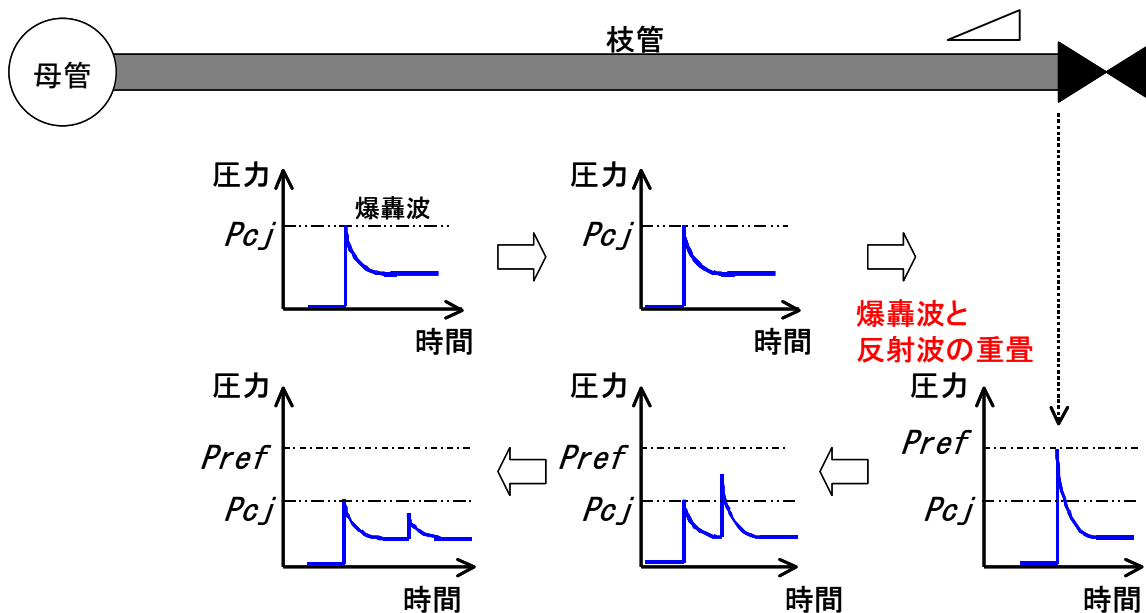 母管
枝管
圧力
爆轟波
Pcj
時間
圧力
Pcj
時間
爆轟波と
反射波の重畳
圧力
Pref
Pcj
時間
圧力
Pref
Pcj
時間
圧力
Pref
Pcj
時間